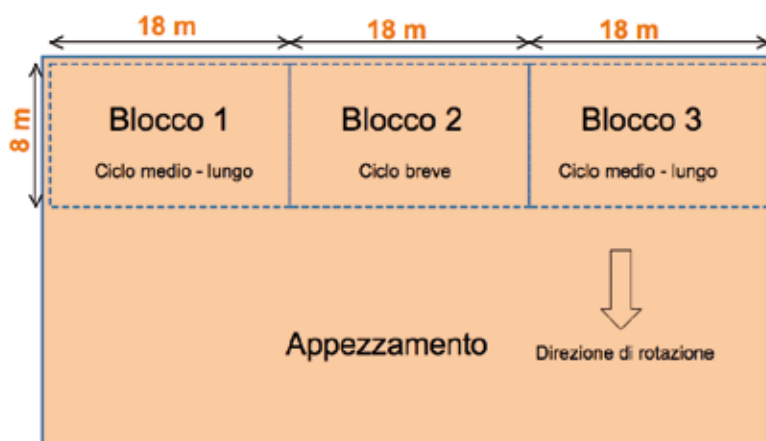 18 m 18 m 18 m
8 m
Blocco 1 Blocco 2 Blocco 3
Ciclo medio - lungo Ciclo breve Ciclo medio - lungo
Appezzamento
Direzione di rotazione